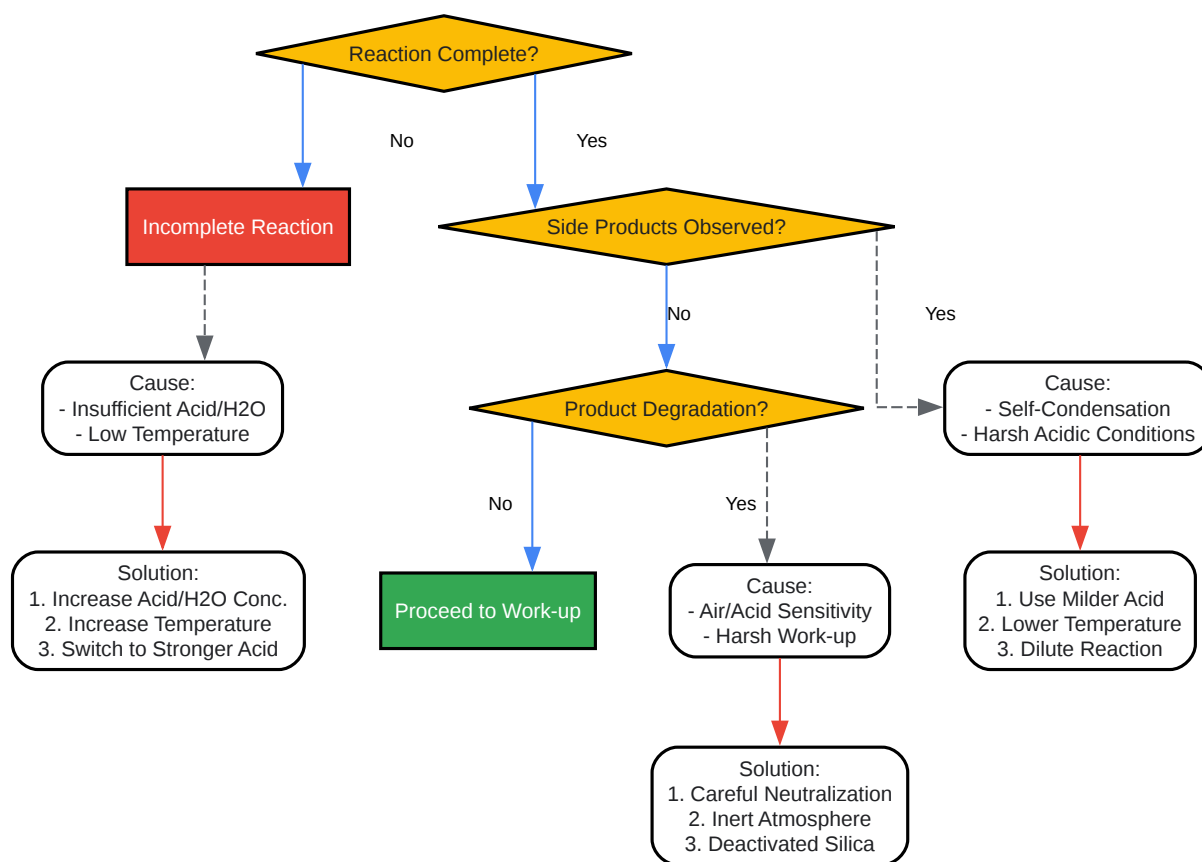 Reaction Complete?
No
Yes
Incomplete Reaction
Side Products Observed?
No
Yes
Cause:
- Insufficient Acid/H2O
- Low Temperature
Product Degradation?
Cause:
- Self-Condensation
- Harsh Acidic Conditions
No
Yes
Solution:
1. Increase Acid/H2O Conc.
2. Increase Temperature
3. Switch to Stronger Acid
Proceed to Work-up
Cause:
- Air/Acid Sensitivity
- Harsh Work-up
Solution:
1. Use Milder Acid
2. Lower Temperature
3. Dilute Reaction
Solution:
1. Careful Neutralization
2. Inert Atmosphere
3. Deactivated Silica